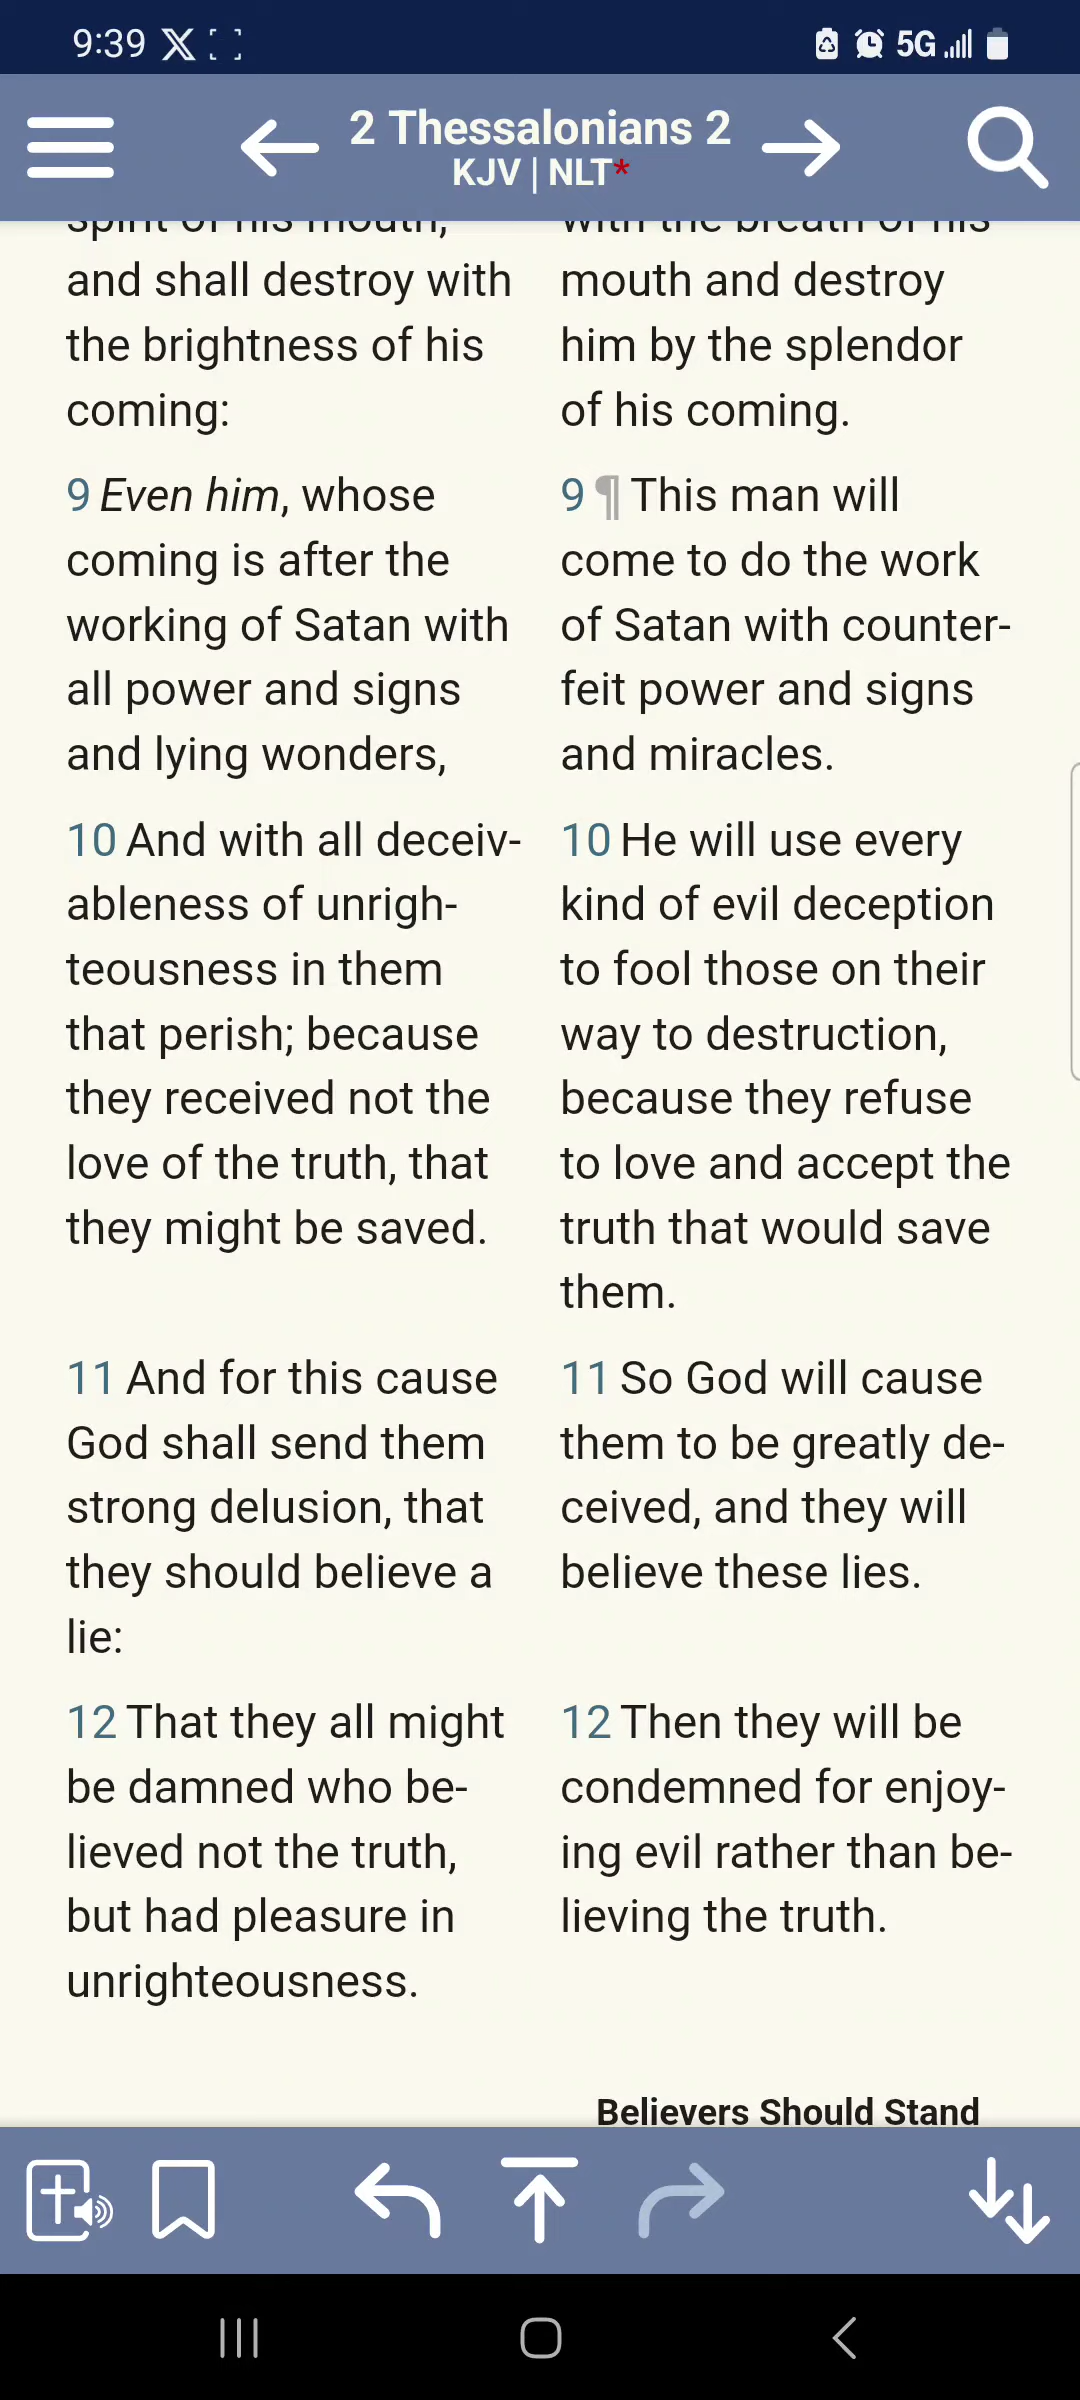 9:39
5G
2 Thessalonians 2
KJV | NLT*
spirit of his mouth,
and shall destroy with
the brightness of his
coming:
9 Even him, whose
coming is after the
working of Satan with
all power and signs
and lying wonders,
10 And with all deceiv-
ableness of unrigh-
teousness in them
that perish; because
they received not the
love of the truth, that
they might be saved.
11 And for this cause
God shall send them
strong delusion, that
they should believe a
lie:
12 That they all might
be damned who be-
lieved not the truth,
but had pleasure in
unrighteousness.
with the breath of his
mouth and destroy
him by the splendor
of his coming.
9 ¶ This man will
come to do the work
of Satan with counter-
feit power and signs
and miracles.
10 He will use every
kind of evil deception
to fool those on their
way to destruction,
because they refuse
to love and accept the
truth that would save
them.
11 So God will cause
them to be greatly de-
ceived, and they will
believe these lies.
12 Then they will be
condemned for enjoy-
ing evil rather than be-
lieving the truth.
Believers Should Stand